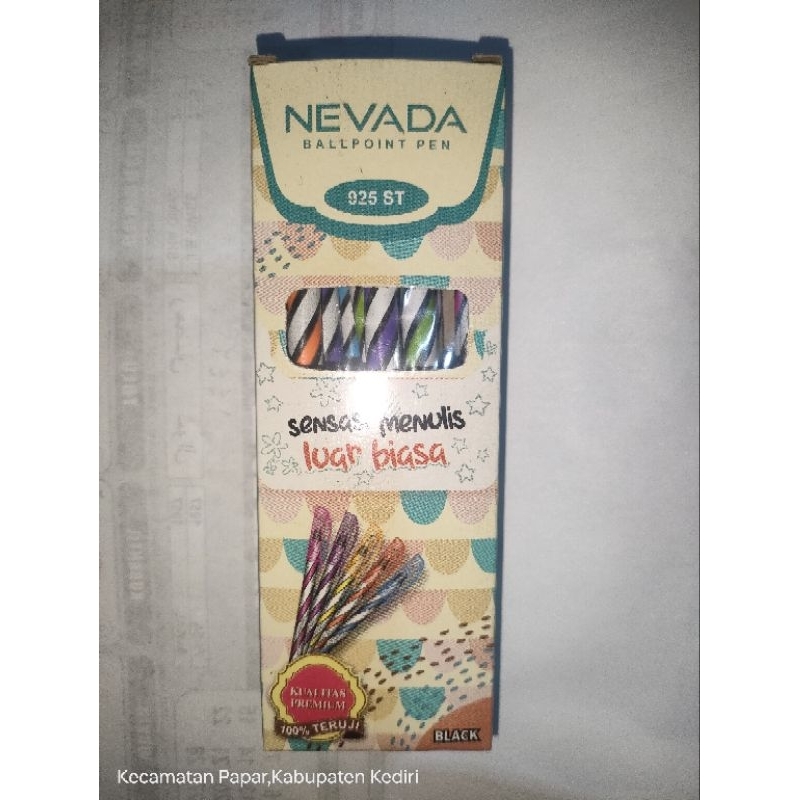 NEVADA
BALLPOINT PEN
925 ST
sensasi menulis
luar biasa
KUALITAS
PREMIUM
100% TERUJI
BLACK
Kecamatan Papar,Kabupaten Kediri